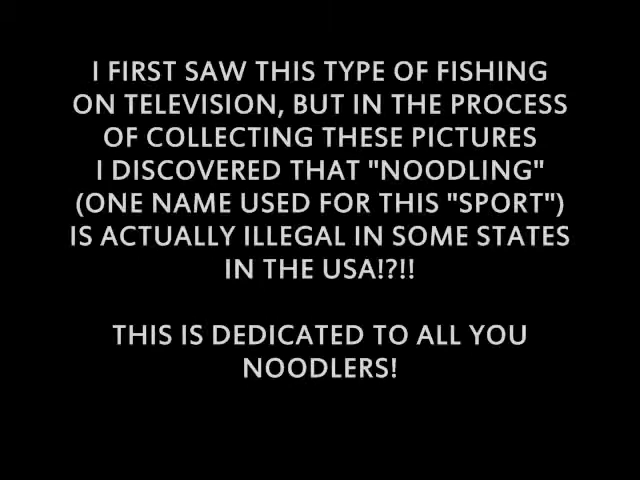 I FIRST SAW THIS TYPE OF FISHING
ON TELEVISION, BUT IN THE PROCESS
OF COLLECTING THESE PICTURES
I DISCOVERED THAT "NOODLING"
(ONE NAME USED FOR THIS "SPORT")
IS ACTUALLY ILLEGAL IN SOME STATES
IN THE USA!?!!
THIS IS DEDICATED TO ALL YOU
NOODLERS!